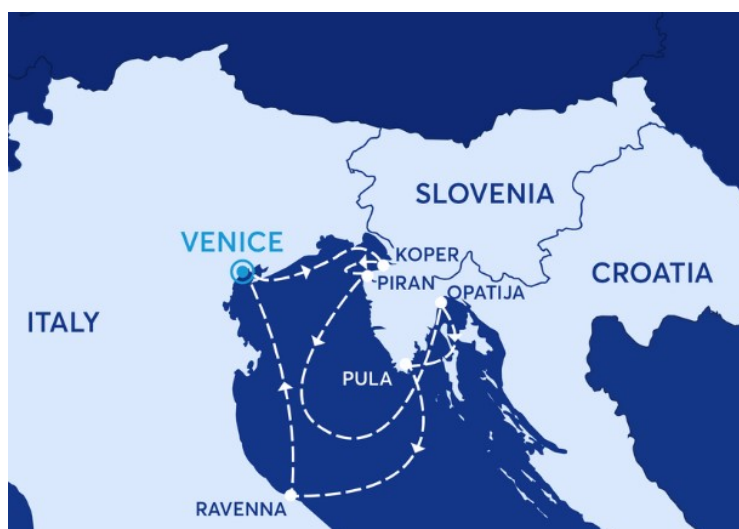 SLOVENIA
VENICE
KOPER
CROATIA
PIRAN
OPATIJA
ITALY
PULA
RAVENNA